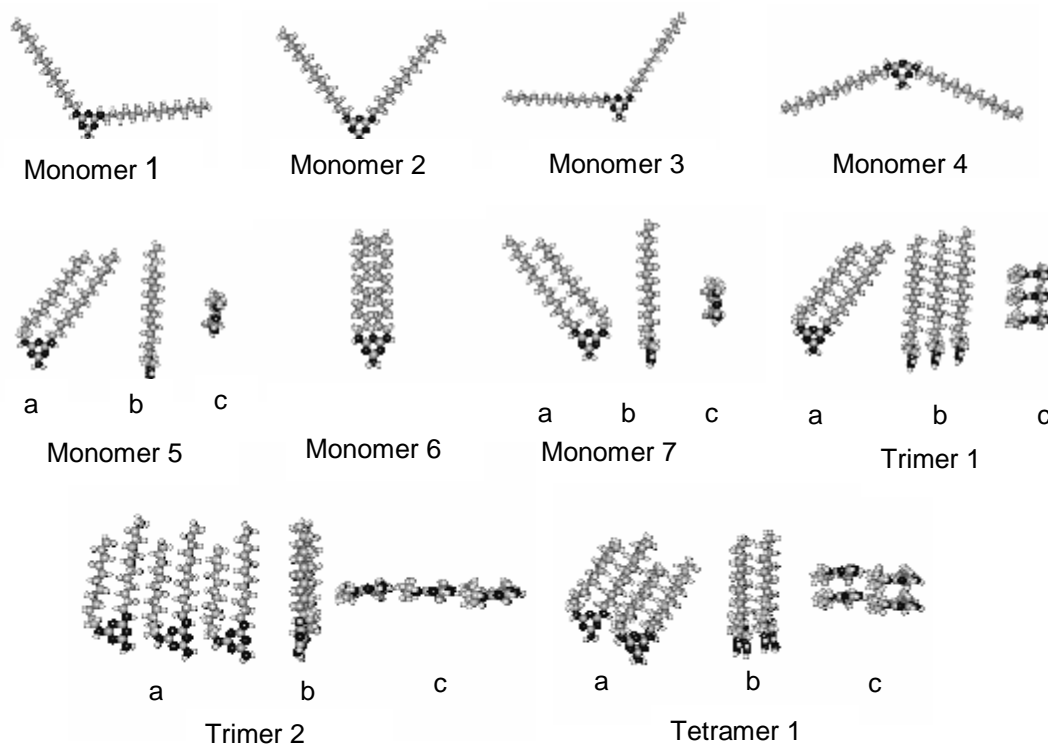 Monomer 1
Monomer 2
Monomer 3
Monomer 4
a b c
Monomer 5
Monomer 6
a b c
Monomer 7
a b c
Trimer 1
a b c
Trimer 2
a b c
Tetramer 1